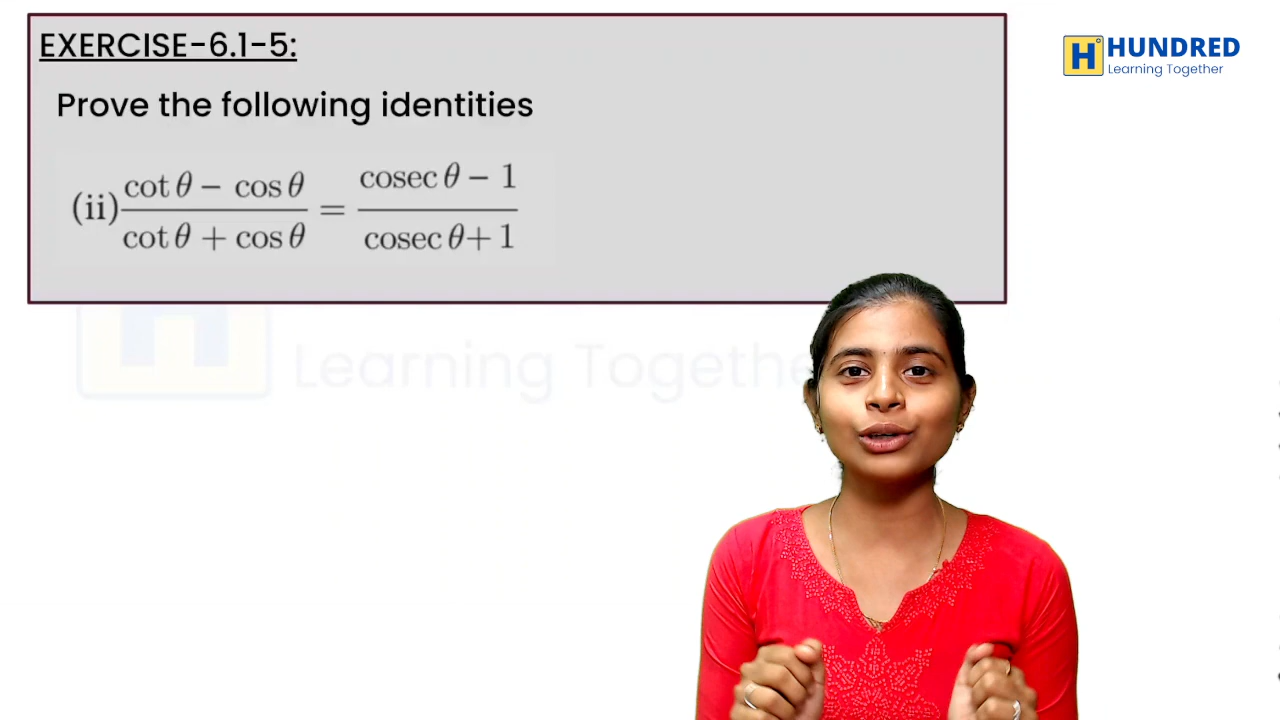 EXERCISE-6.1-5:
HUNDRED
Learning Together
Prove the following identities
(ii) (cot θ − cos θ)/(cot θ + cos θ) = (cosec θ − 1)/(cosec θ+ 1)
H
Learning Togethe